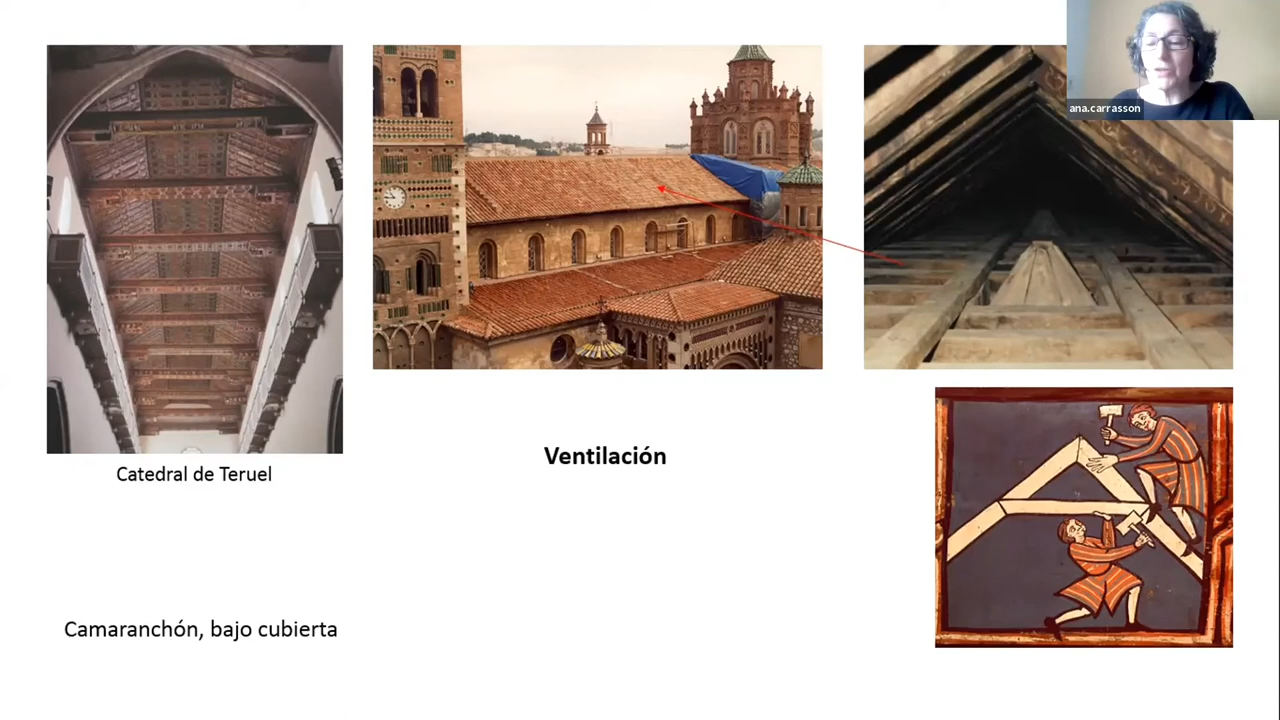 ana.carrasson
Catedral de Teruel
Ventilación
Camaranchón, bajo cubierta